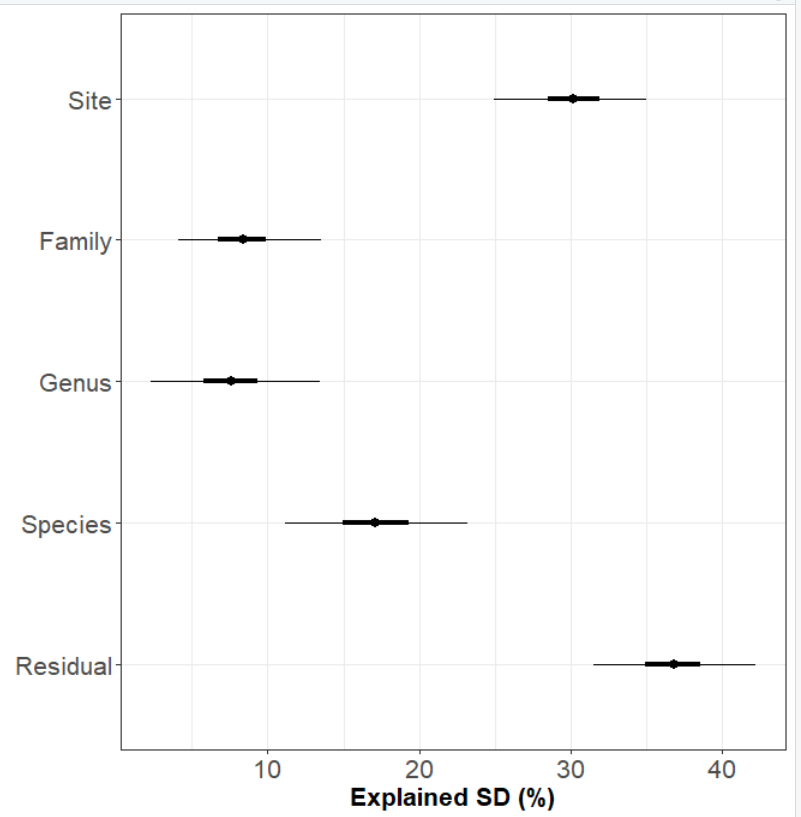 Site
Family
Genus
Species
Residual
10 20 30 40
Explained SD (%)